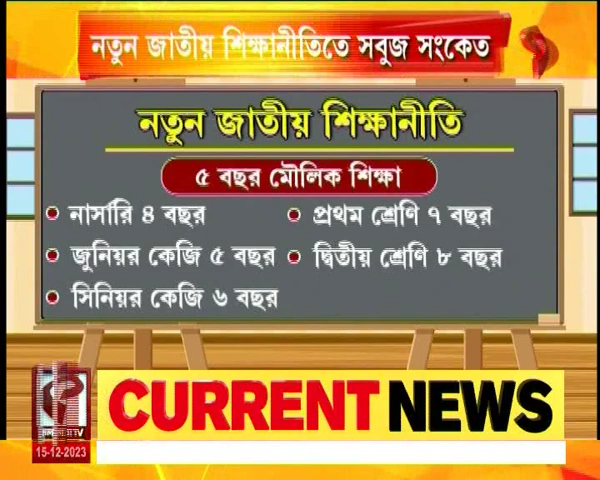 নতুন জাতীয় শিক্ষানীতিতে সবুজ সংকেত
নতুন জাতীয় শিক্ষানীতি
৫ বছর মৌলিক শিক্ষা
নার্সারি ৪ বছর
জুনিয়র কেজি ৫ বছর
সিনিয়র কেজি ৬ বছর
প্রথম শ্রেণি ৭ বছর
দ্বিতীয় শ্রেণি ৮ বছর
CURRENT NEWS
TV
15-12-2023